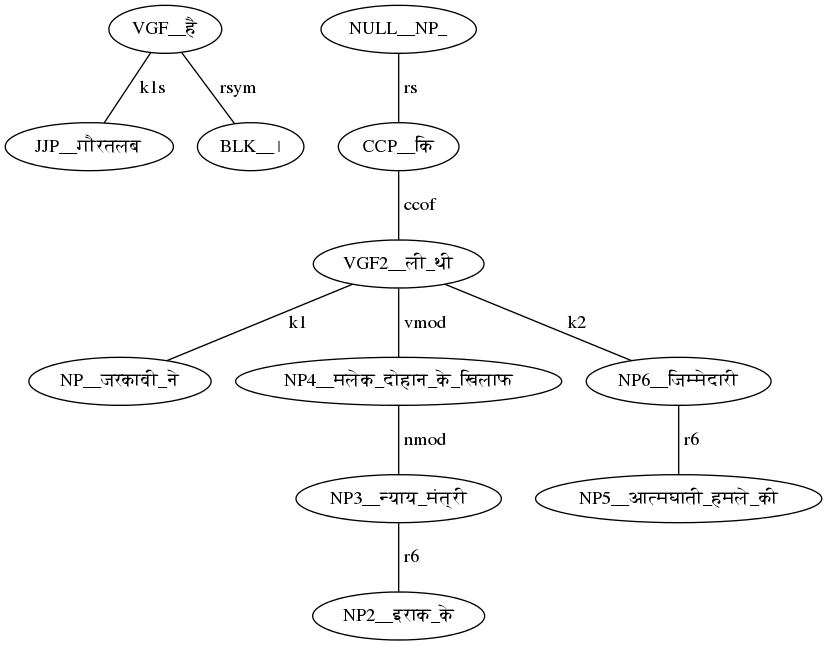 VGF__है NULL__NP_
k1s rsym rs
JJP__गौरतलब BLK__। CCP__कि
ccof
VGF2__ली_थी
k1 vmod k2
NP__जरकावी_ने NP4__मलेक_दोहान_के_खिलाफ NP6__जिम्मेदारी
nmod r6
NP3__न्याय_मंत्री NP5__आत्मघाती_हमले_की
r6
NP2__इराक_के